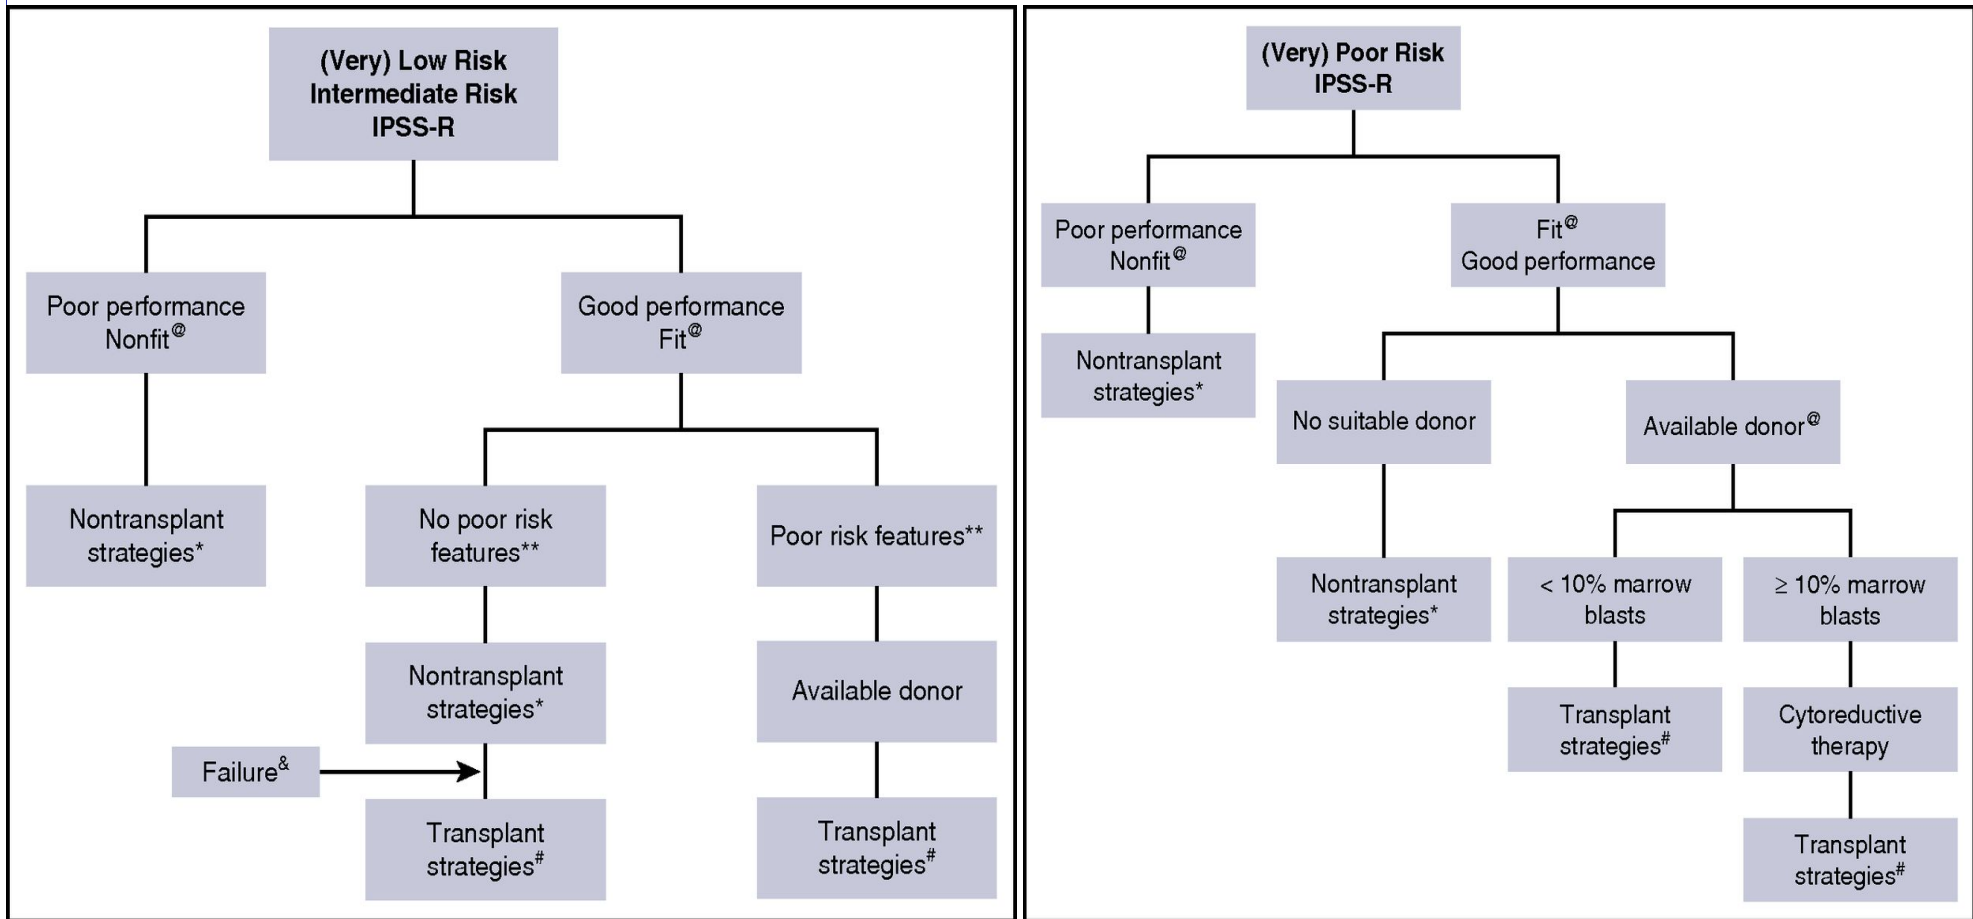 (Very) Low Risk
Intermediate Risk
IPSS-R
Poor performance
Nonfit@
Good performance
Fit@
Nontransplant
strategies*
No poor risk
features**
Poor risk features**
Nontransplant
strategies*
Available donor
Failure&
Transplant
strategies#
Transplant
strategies#
(Very) Poor Risk
IPSS-R
Poor performance
Nonfit@
Fit@
Good performance
Nontransplant
strategies*
No suitable donor
Available donor@
Nontransplant
strategies*
< 10% marrow
blasts
≥ 10% marrow
blasts
Transplant
strategies#
Cytoreductive
therapy
Transplant
strategies#